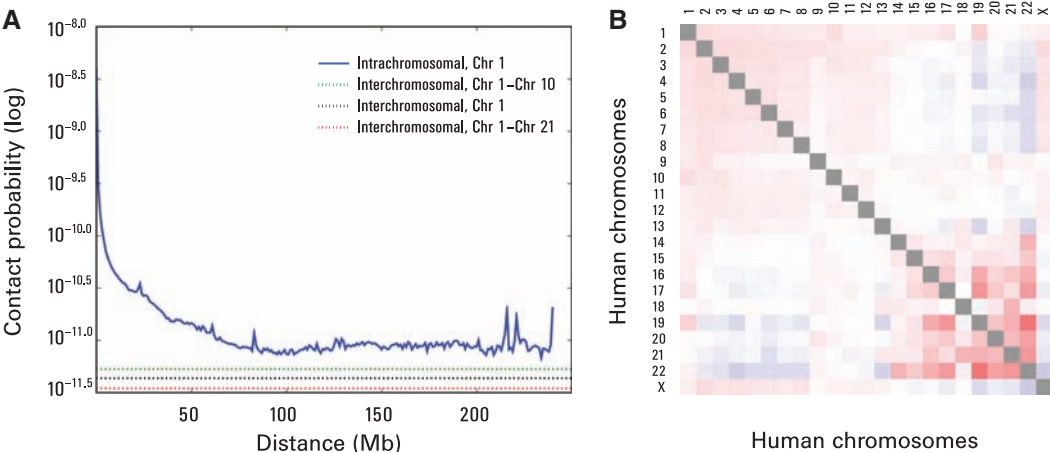 A
Contact probability (log)
10-8.0
10-8.5
10-9.0
10-9.5
10-10.0
10-10.5
10-11.0
10-11.5
Intrachromosomal, Chr 1
Interchromosomal, Chr 1–Chr 10
Interchromosomal, Chr 1
Interchromosomal, Chr 1–Chr 21
50 100 150 200
Distance (Mb)
B
1 2 3 4 5 6 7 8 9 10 11 12 13 14 15 16 17 18 19 20 21 22 X
Human chromosomes
1
2
3
4
5
6
7
8
9
10
11
12
13
14
15
16
17
18
19
20
21
22
X
Human chromosomes